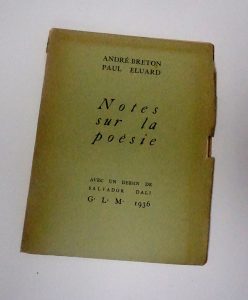 ANDRÉ BRETON
PAUL ELUARD
Notes
sur la
poésie
AVEC UN DESSIN DE
SALVADOR DALI
G. L. M. 1936